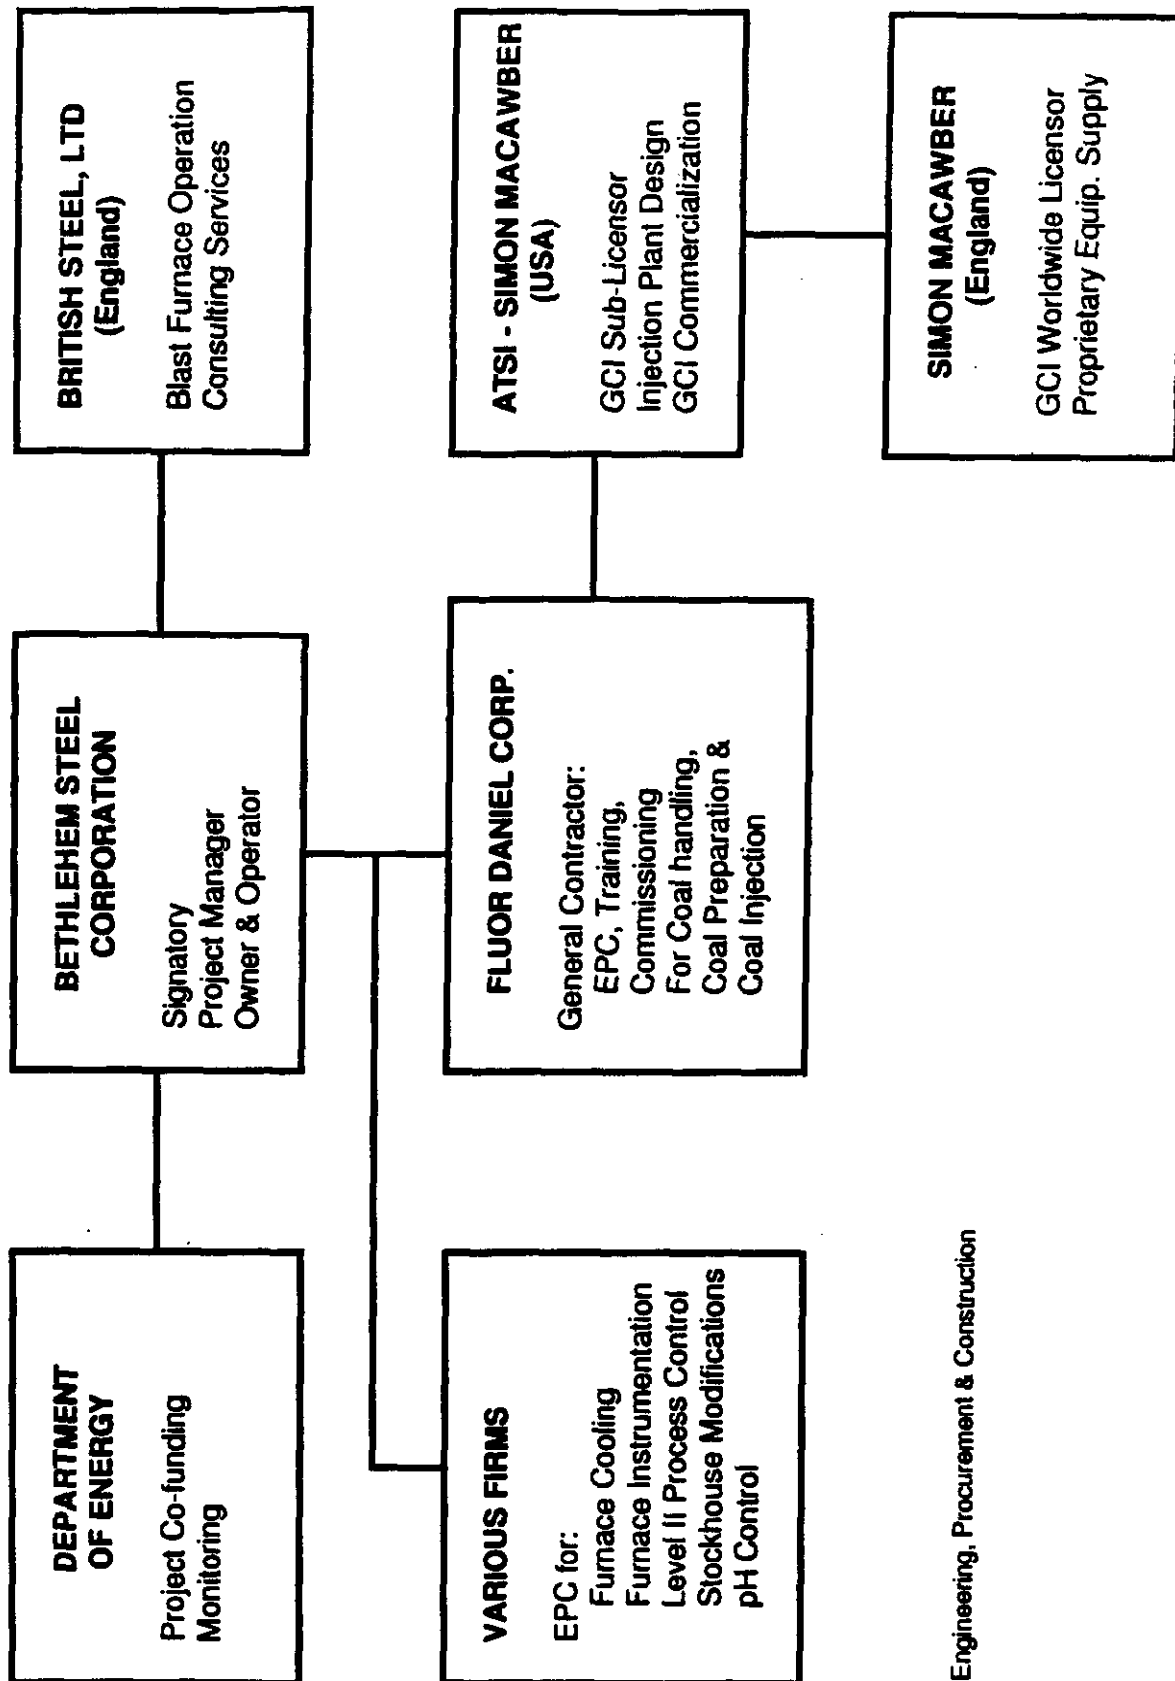 DEPARTMENT
OF ENERGY
Project Co-funding
Monitoring
BETHLEHEM STEEL
CORPORATION
Signatory
Project Manager
Owner & Operator
BRITISH STEEL, LTD
(England)
Blast Furnace Operation
Consulting Services
VARIOUS FIRMS
EPC for:
Furnace Cooling
Furnace Instrumentation
Level II Process Control
Stockhouse Modifications
pH Control
FLUOR DANIEL CORP.
General Contractor:
EPC, Training,
Commissioning
For Coal handling,
Coal Preparation &
Coal Injection
ATSI - SIMON MACAWBER
(USA)
GCI Sub-Licensor
Injection Plant Design
GCI Commercialization
SIMON MACAWBER
(England)
GCI Worldwide Licensor
Proprietary Equip. Supply
Engineering, Procurement & Construction